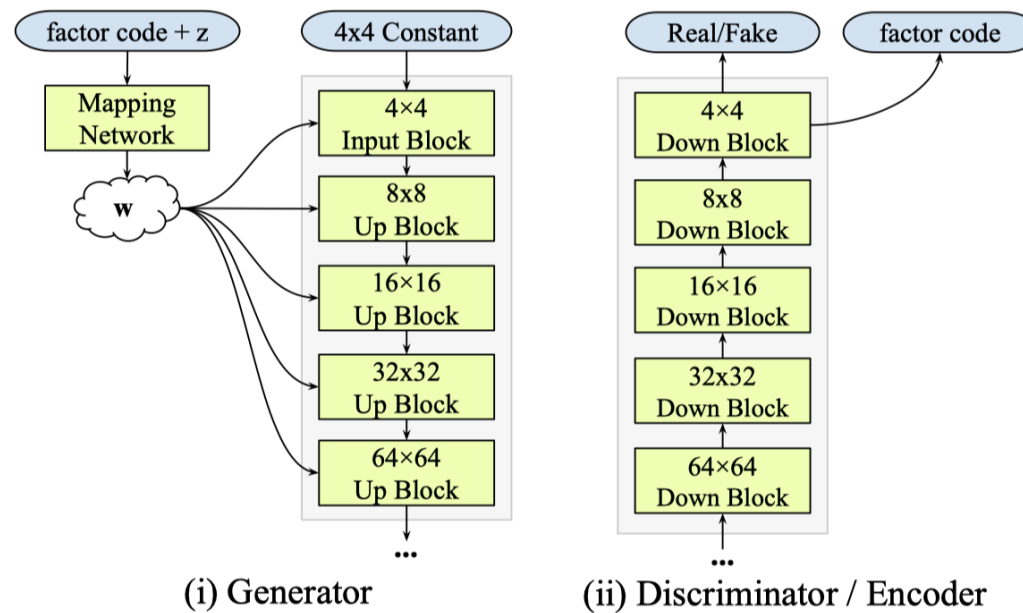 factor code + z
Mapping
Network
w
4x4 Constant
4×4
Input Block
8x8
Up Block
16×16
Up Block
32x32
Up Block
64×64
Up Block
...
(i) Generator
Real/Fake
factor code
4×4
Down Block
8x8
Down Block
16×16
Down Block
32x32
Down Block
64×64
Down Block
...
(ii) Discriminator / Encoder